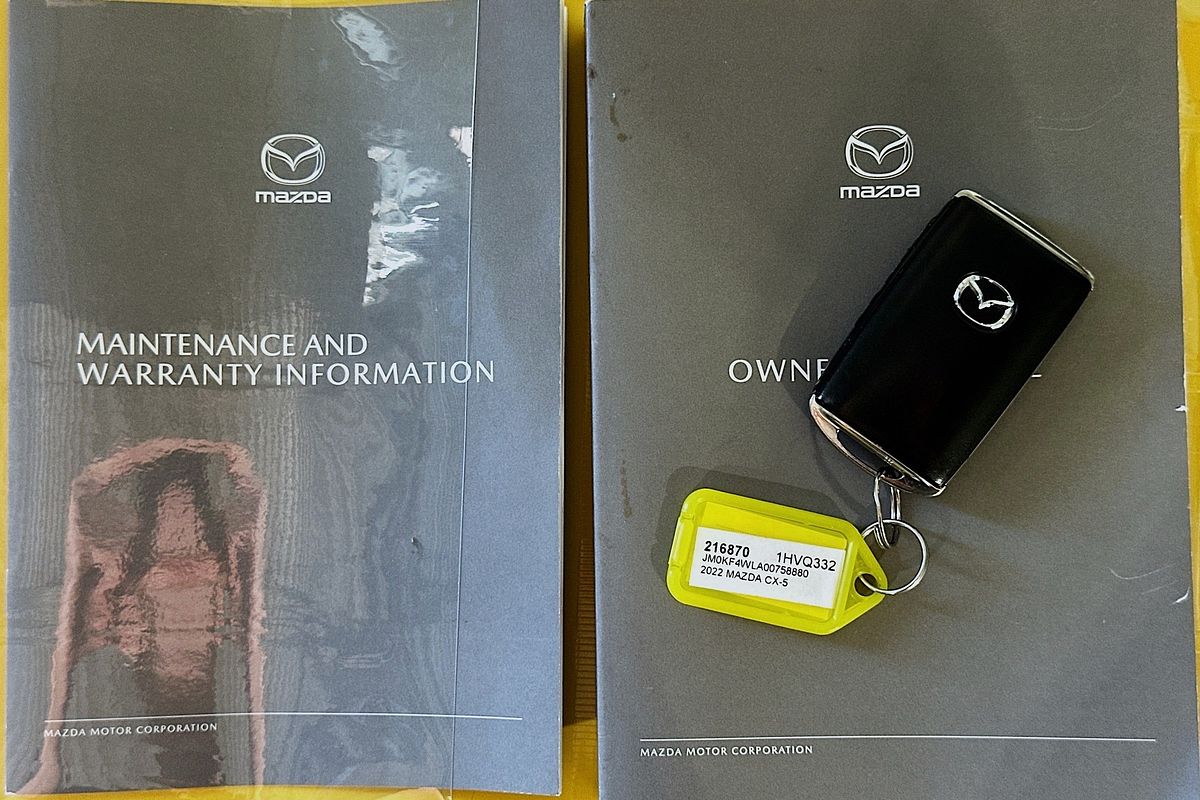 mazda
MAINTENANCE AND
WARRANTY INFORMATION
MAZDA MOTOR CORPORATION
mazda
216870 1HVQ332
JM0KF4WLA00758880
2022 MAZDA CX-5
MAZDA MOTOR CORPORATION